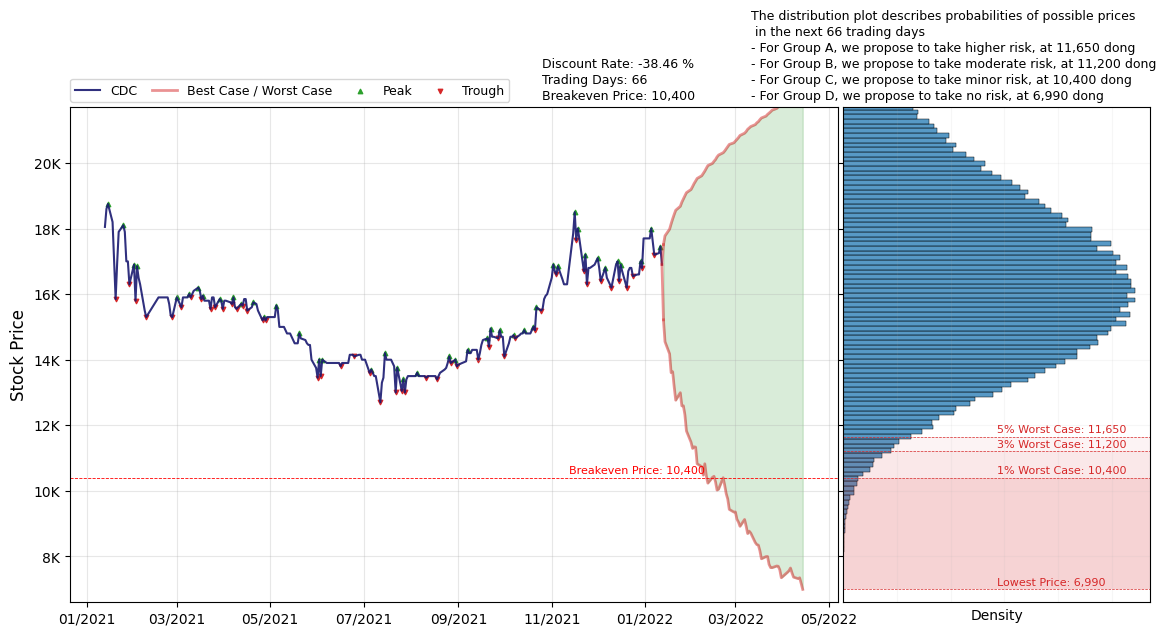 The distribution plot describes probabilities of possible prices
in the next 66 trading days
- For Group A, we propose to take higher risk, at 11,650 dong
- For Group B, we propose to take moderate risk, at 11,200 dong
- For Group C, we propose to take minor risk, at 10,400 dong
- For Group D, we propose to take no risk, at 6,990 dong
Discount Rate: -38.46 %
Trading Days: 66
Breakeven Price: 10,400
CDC
Best Case / Worst Case
Peak
Trough
Stock Price
20K
18K
16K
14K
12K
10K
8K
Breakeven Price: 10,400
5% Worst Case: 11,650
3% Worst Case: 11,200
1% Worst Case: 10,400
Lowest Price: 6,990
01/2021
03/2021
05/2021
07/2021
09/2021
11/2021
01/2022
03/2022
05/2022
Density